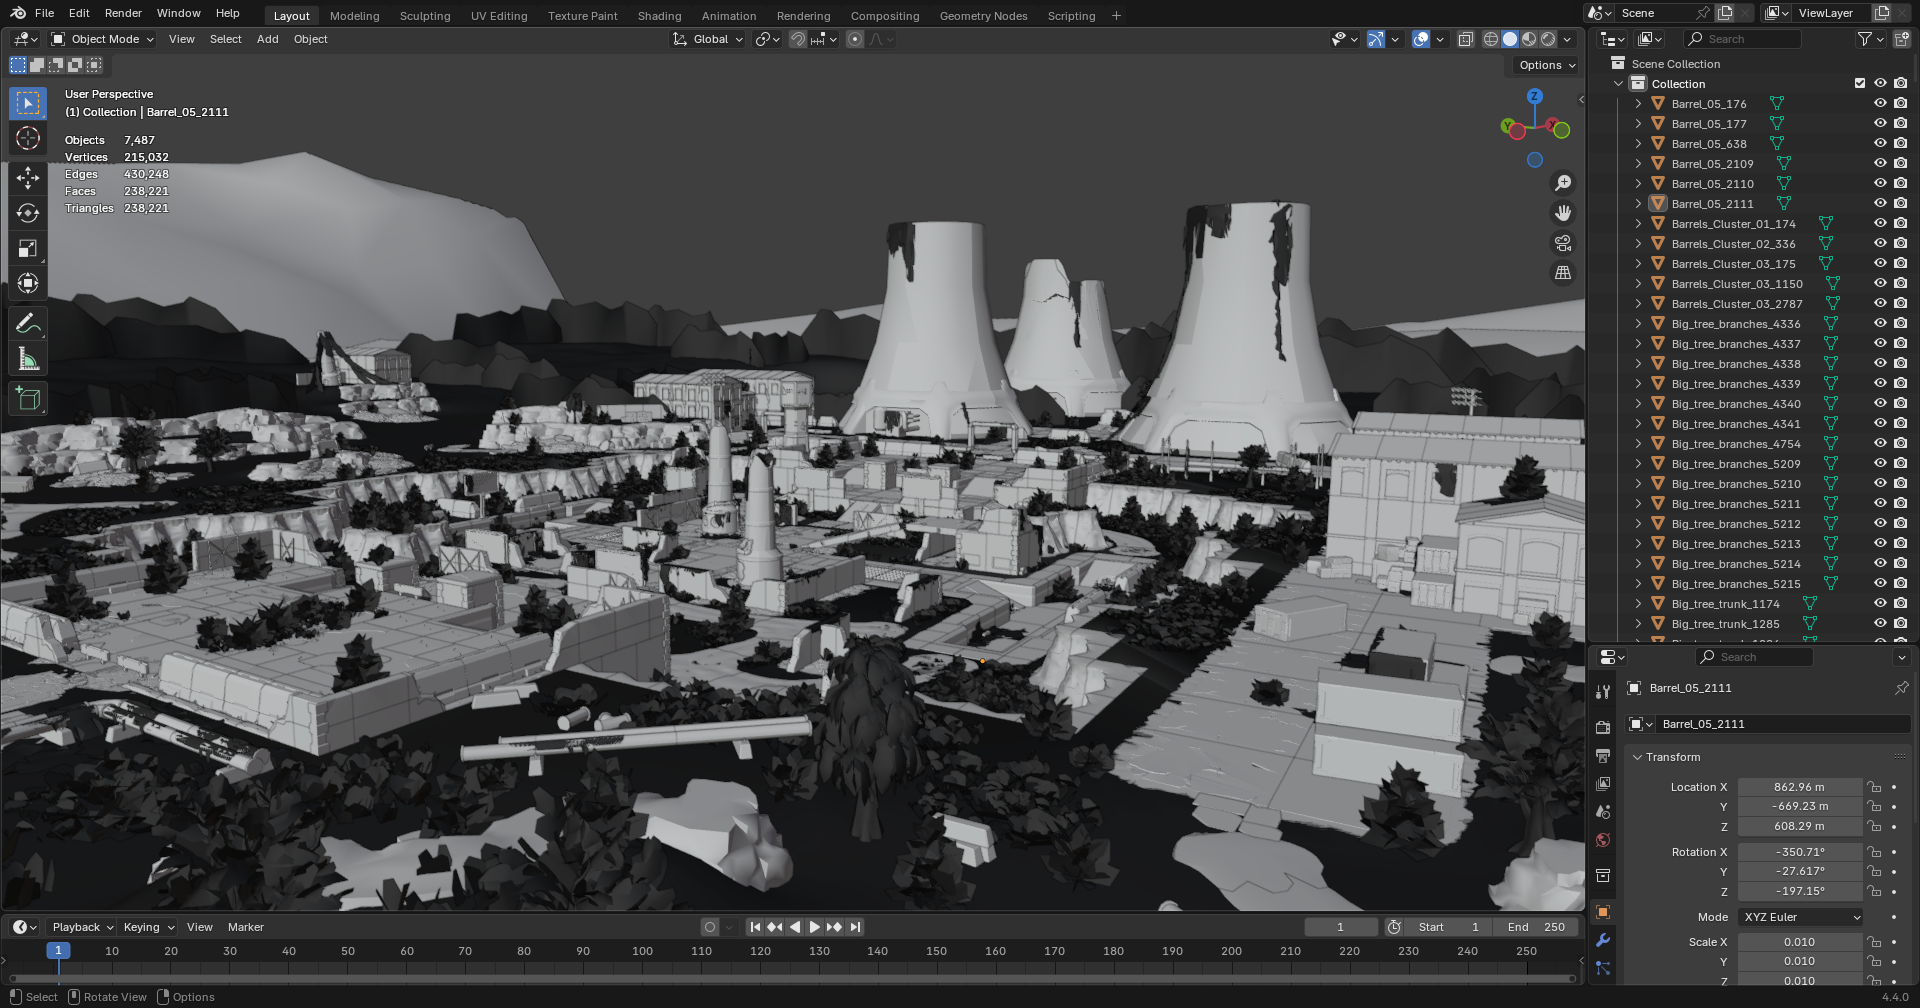 File Edit Render Window Help Layout Modeling Sculpting UV Editing Texture Paint Shading Animation Rendering Compositing Geometry Nodes Scripting + Scene ViewLayer
Object Mode View Select Add Object Global Search
Options
User Perspective
(1) Collection | Barrel_05_2111
Objects 7,487
Vertices 215,032
Edges 430,248
Faces 238,221
Triangles 238,221
Z
Y
X
Scene Collection
Collection
Barrel_05_176
Barrel_05_177
Barrel_05_638
Barrel_05_2109
Barrel_05_2110
Barrel_05_2111
Barrels_Cluster_01_174
Barrels_Cluster_02_336
Barrels_Cluster_03_175
Barrels_Cluster_03_1150
Barrels_Cluster_03_2787
Big_tree_branches_4336
Big_tree_branches_4337
Big_tree_branches_4338
Big_tree_branches_4339
Big_tree_branches_4340
Big_tree_branches_4341
Big_tree_branches_4754
Big_tree_branches_5209
Big_tree_branches_5210
Big_tree_branches_5211
Big_tree_branches_5212
Big_tree_branches_5213
Big_tree_branches_5214
Big_tree_branches_5215
Big_tree_trunk_1174
Big_tree_trunk_1285
Search
Barrel_05_2111
Barrel_05_2111
Transform
Location X 862.96 m
Y -669.23 m
Z 608.29 m
Rotation X -350.71°
Y -27.617°
Z -197.15°
Mode XYZ Euler
Scale X 0.010
Y 0.010
Z 0.010
Playback Keying View Marker 1 Start 1 End 250
1 10 20 30 40 50 60 70 80 90 100 110 120 130 140 150 160 170 180 190 200 210 220 230 240 250
Select Rotate View Options 4.4.0